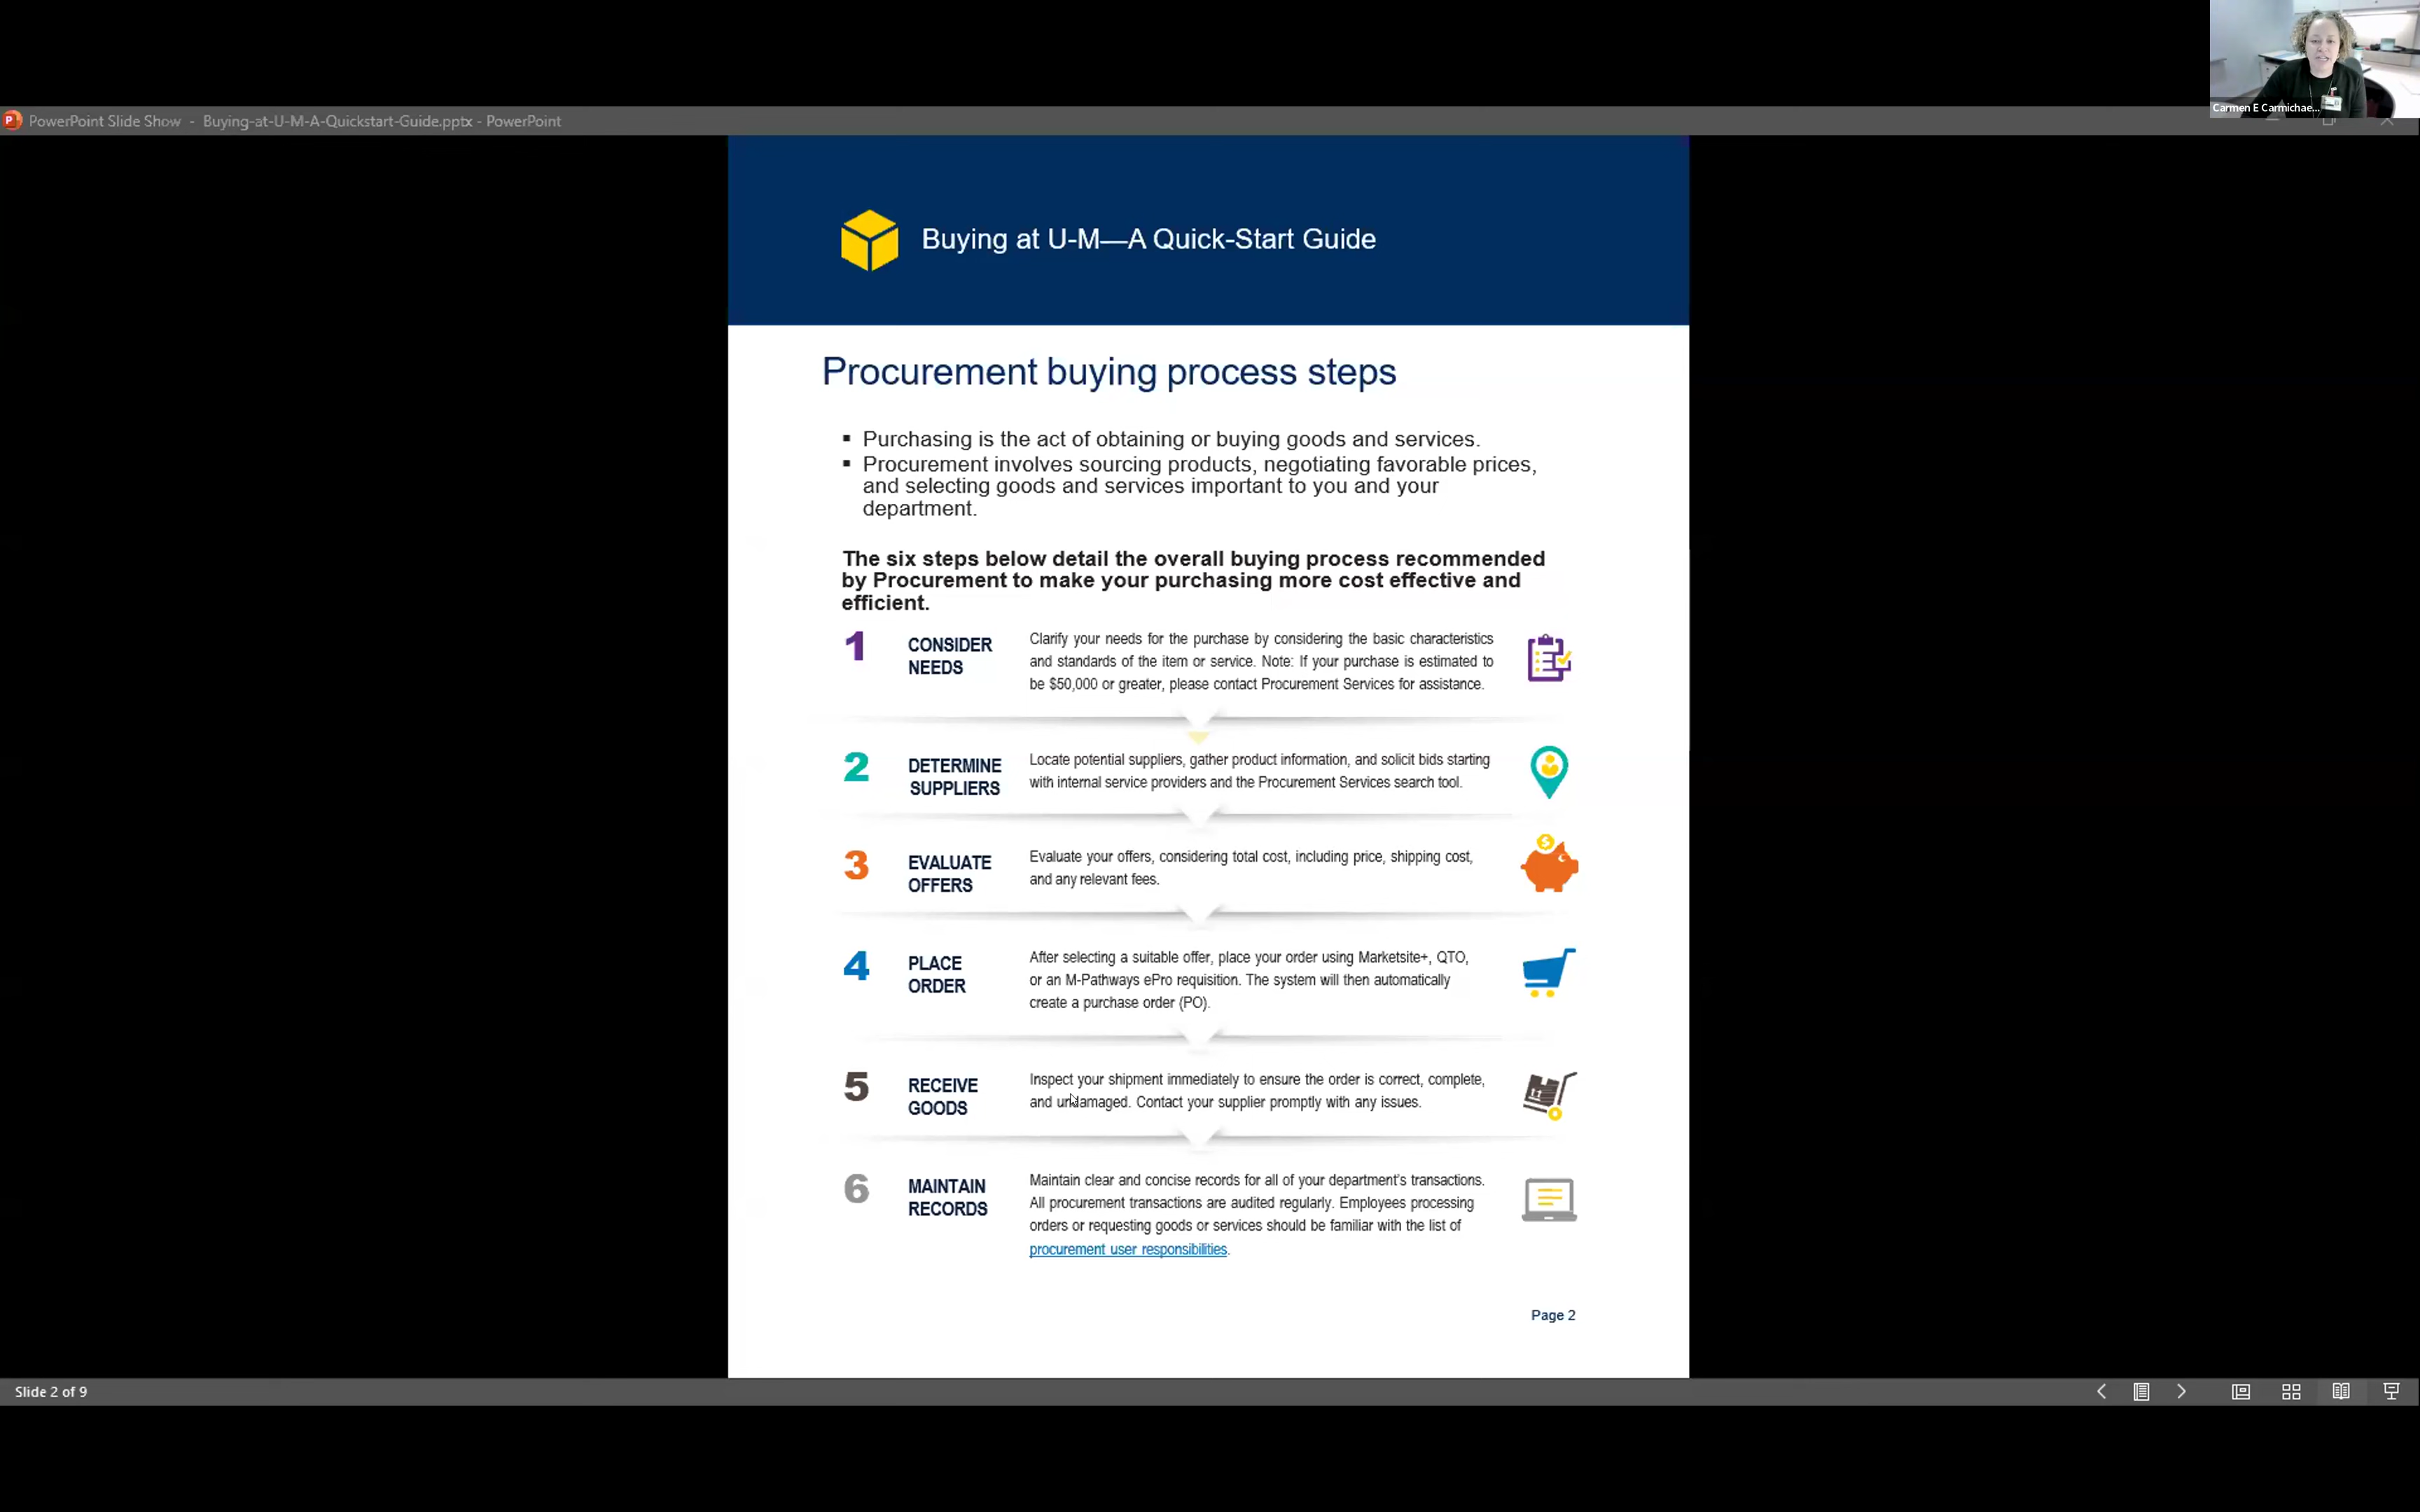 Carmen E Carmichae...
PowerPoint Slide Show - Buying-at-U-M-A-Quickstart-Guide.pptx - PowerPoint
Buying at U-M—A Quick-Start Guide
Procurement buying process steps
▪ Purchasing is the act of obtaining or buying goods and services.
▪ Procurement involves sourcing products, negotiating favorable prices,
and selecting goods and services important to you and your
department.
The six steps below detail the overall buying process recommended
by Procurement to make your purchasing more cost effective and
efficient.
1
CONSIDER
NEEDS
Clarify your needs for the purchase by considering the basic characteristics
and standards of the item or service. Note: If your purchase is estimated to
be $50,000 or greater, please contact Procurement Services for assistance.
2
DETERMINE
SUPPLIERS
Locate potential suppliers, gather product information, and solicit bids starting
with internal service providers and the Procurement Services search tool.
3
EVALUATE
OFFERS
Evaluate your offers, considering total cost, including price, shipping cost,
and any relevant fees.
4
PLACE
ORDER
After selecting a suitable offer, place your order using Marketsite+, QTO,
or an M-Pathways ePro requisition. The system will then automatically
create a purchase order (PO).
5
RECEIVE
GOODS
Inspect your shipment immediately to ensure the order is correct, complete,
and undamaged. Contact your supplier promptly with any issues.
6
MAINTAIN
RECORDS
Maintain clear and concise records for all of your department's transactions.
All procurement transactions are audited regularly. Employees processing
orders or requesting goods or services should be familiar with the list of
procurement user responsibilities.
Page 2
Slide 2 of 9